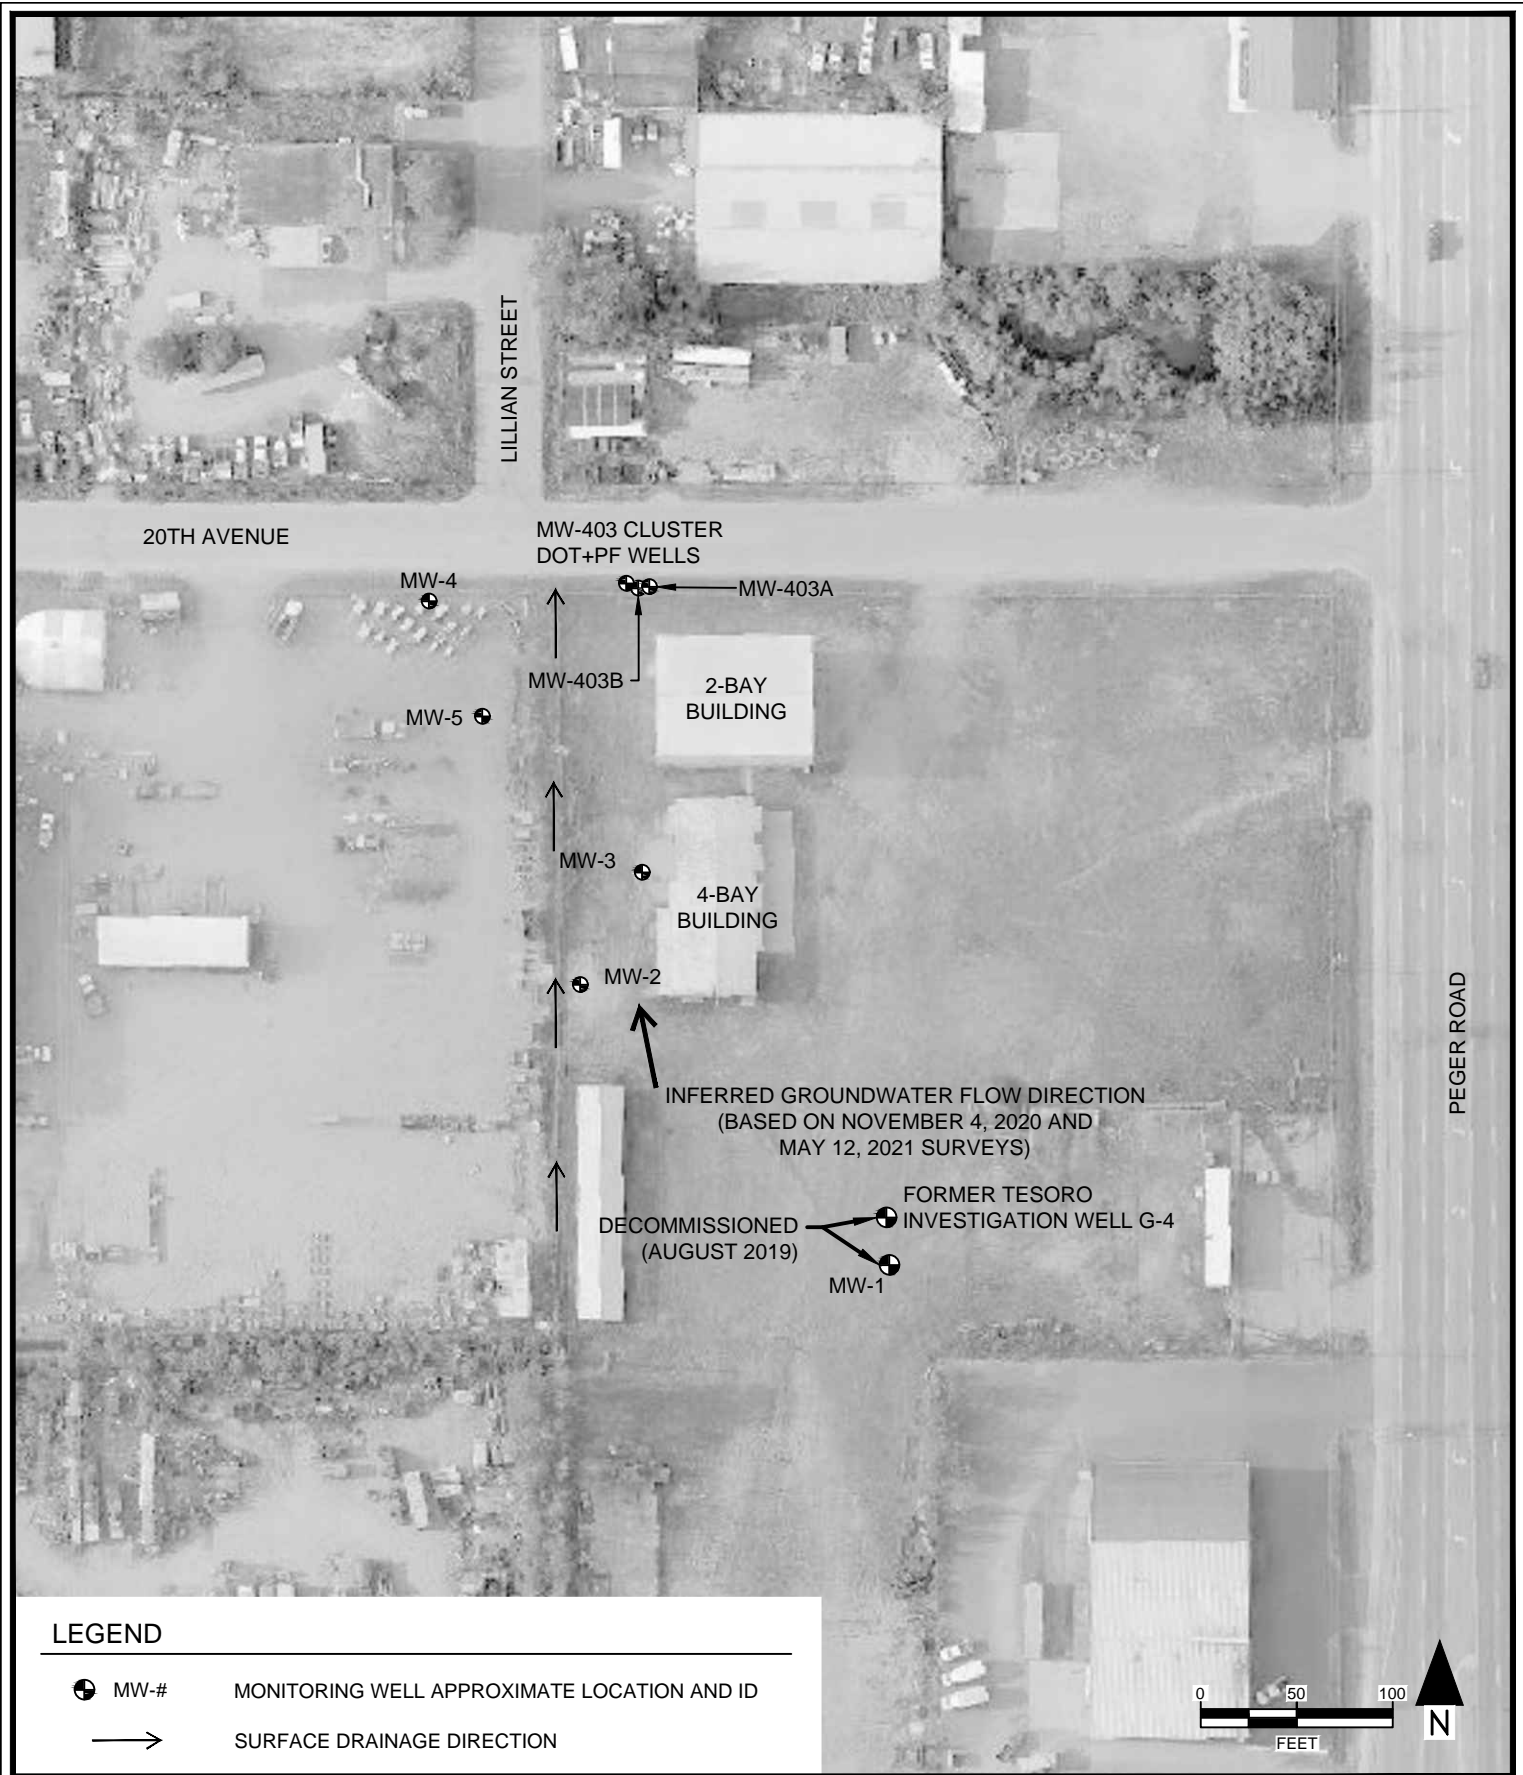 LILLIAN STREET
20TH AVENUE
MW-403 CLUSTER
DOT+PF WELLS
MW-4
MW-403A
MW-403B
2-BAY
BUILDING
MW-5
MW-3
4-BAY
BUILDING
MW-2
PEGER ROAD
INFERRED GROUNDWATER FLOW DIRECTION
(BASED ON NOVEMBER 4, 2020 AND
MAY 12, 2021 SURVEYS)
FORMER TESORO
INVESTIGATION WELL G-4
DECOMMISSIONED
(AUGUST 2019)
MW-1
LEGEND
MW-# MONITORING WELL APPROXIMATE LOCATION AND ID
SURFACE DRAINAGE DIRECTION
0 50 100
FEET
N